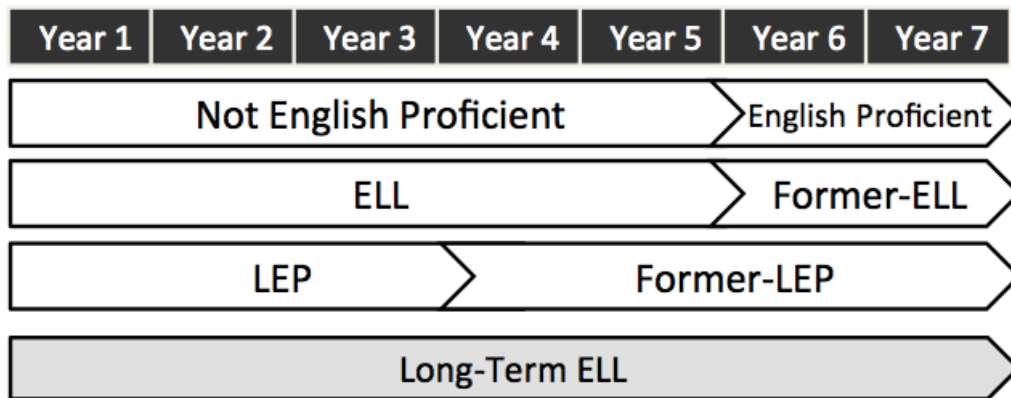 Year 1 Year 2 Year 3 Year 4 Year 5 Year 6 Year 7
Not English Proficient English Proficient
ELL Former-ELL
LEP Former-LEP
Long-Term ELL